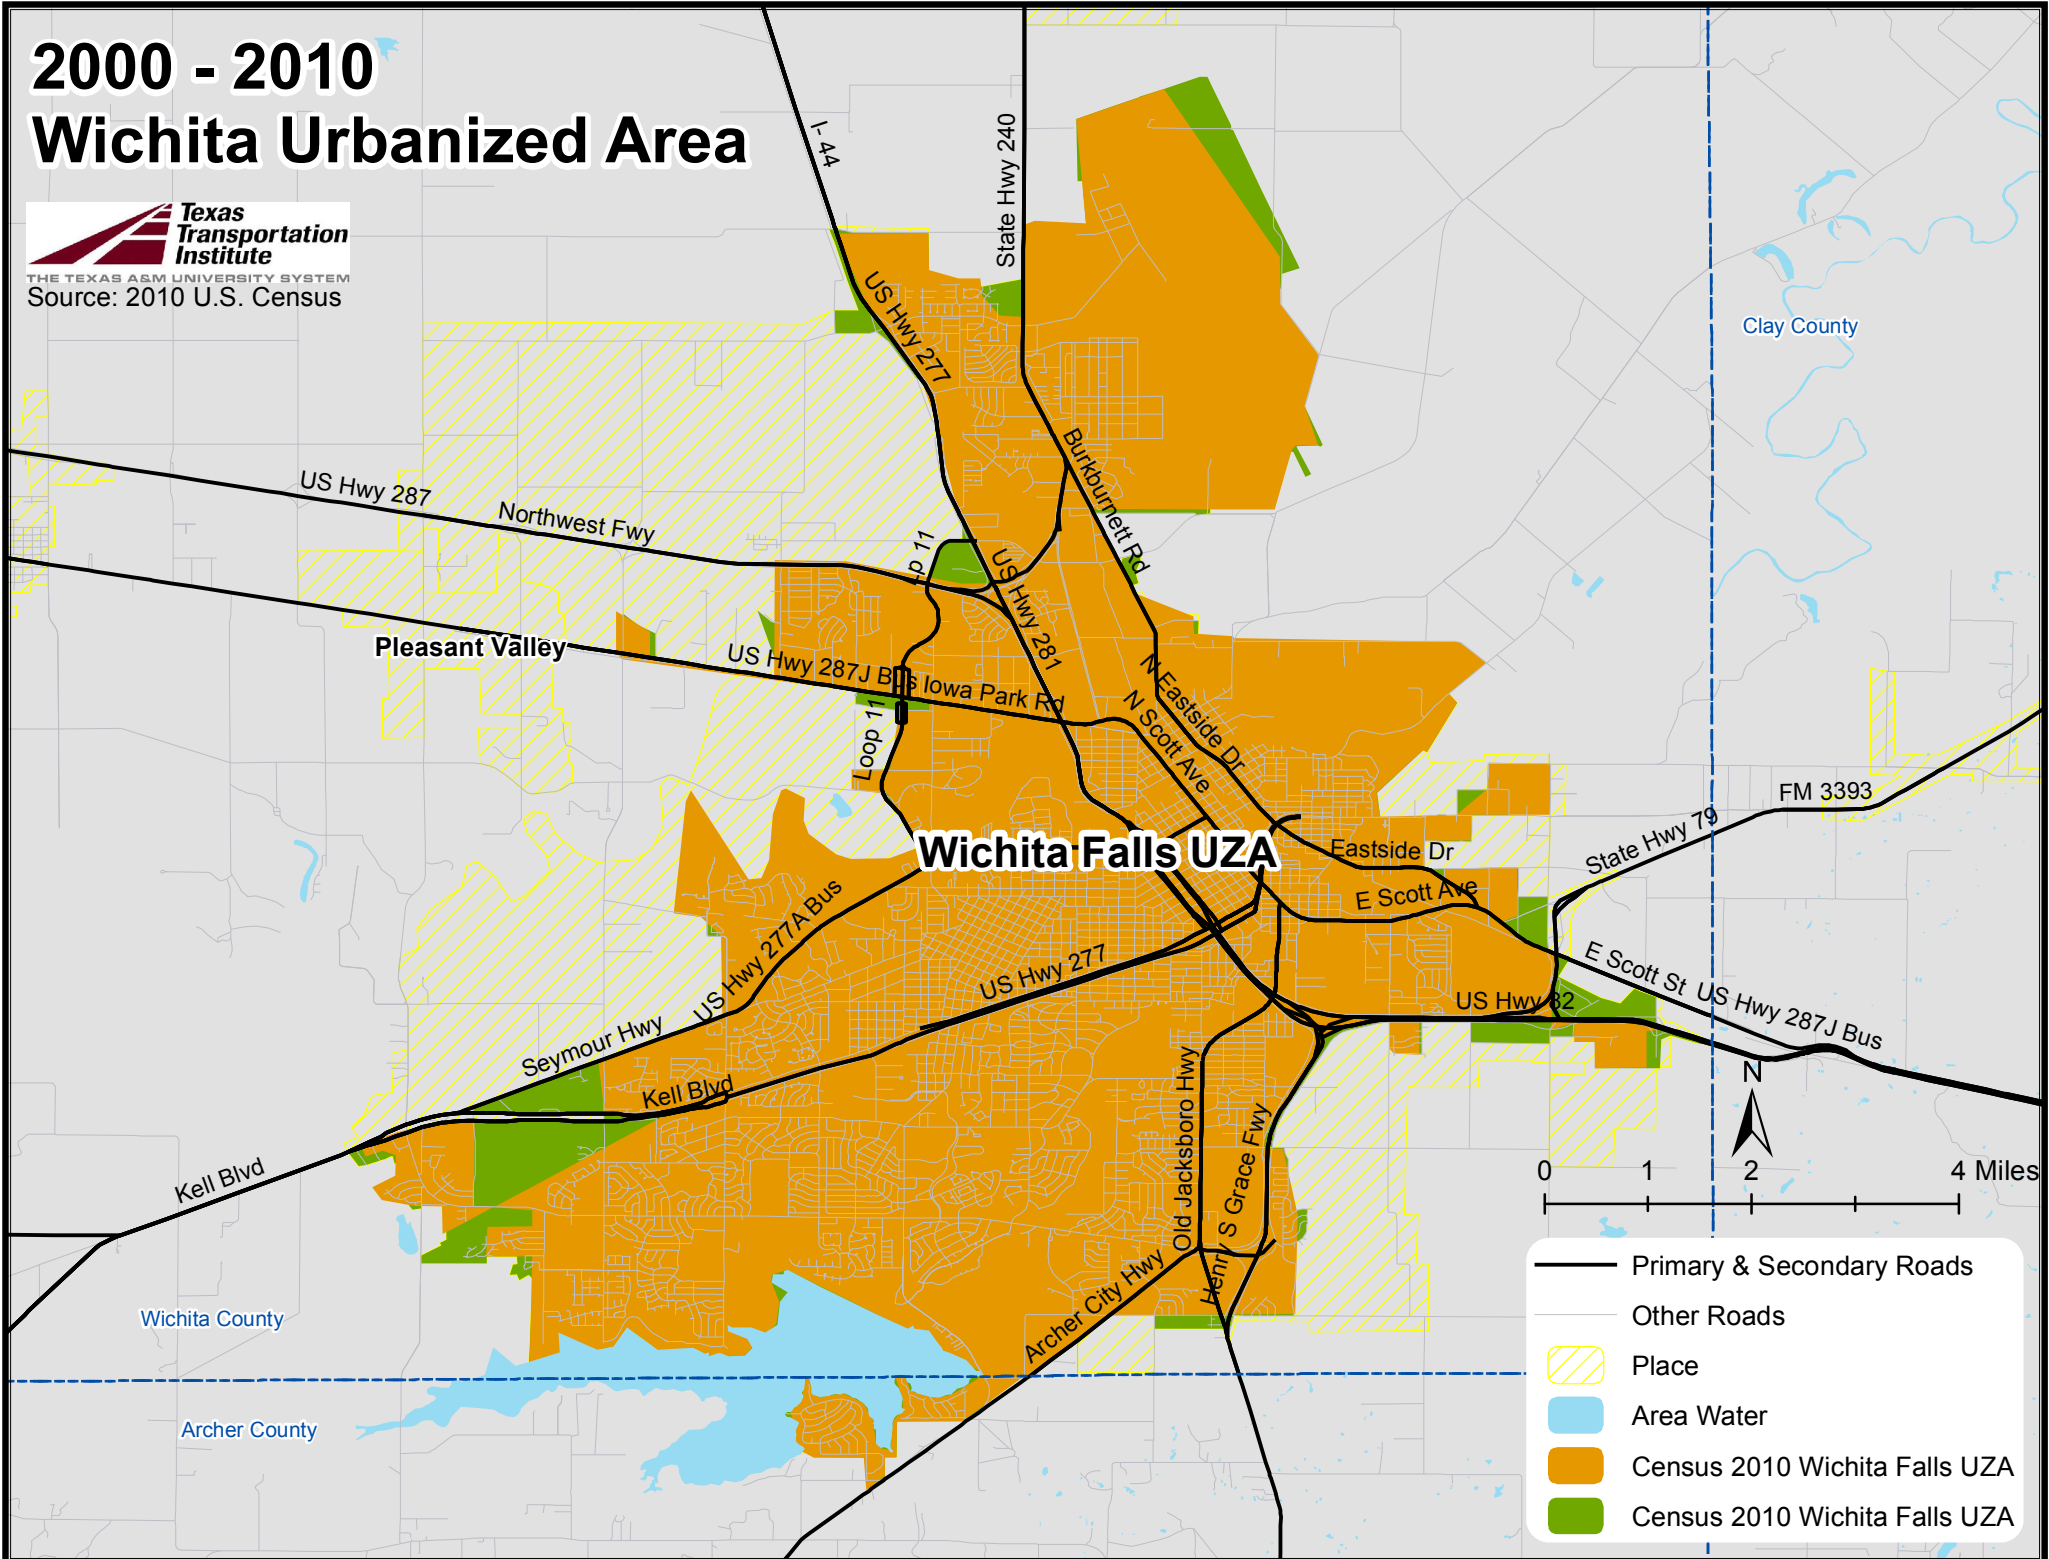 2000 - 2010
Wichita Urbanized Area
Texas
Transportation
Institute
THE TEXAS A&M UNIVERSITY SYSTEM
Source: 2010 U.S. Census
I- 44
State Hwy 240
US Hwy 277
Clay County
Burkburnett Rd
US Hwy 287
Northwest Fwy
Lp 11
US Hwy 281
Pleasant Valley
US Hwy 287J Bus
Iowa Park Rd
N Eastside Dr
N Scott Ave
Loop 11
FM 3393
State Hwy 79
Wichita Falls UZA
Eastside Dr
E Scott Ave
US Hwy 277A Bus
US Hwy 277
E Scott St
US Hwy 287J Bus
US Hwy 82
Seymour Hwy
Kell Blvd
Old Jacksboro Hwy
Henry S Grace Fwy
Kell Blvd
Archer City Hwy
N
0 1 2 4 Miles
Wichita County
Archer County
Primary & Secondary Roads
Other Roads
Place
Area Water
Census 2010 Wichita Falls UZA
Census 2010 Wichita Falls UZA